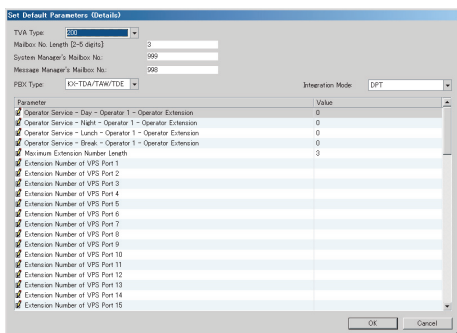 Set Default Parameters (Details)
TVA Type: 200
Mailbox No. Length (2-5 digits) 3
System Manager's Mailbox No.: 999
Message Manager's Mailbox No.: 998
PBX Type: KX-TDA/TAW/TDE Integration Mode: DPT
Parameter Value
Operator Service - Day - Operator 1 - Operator Extension 0
Operator Service - Night - Operator 1 - Operator Extension 0
Operator Service - Lunch - Operator 1 - Operator Extension 0
Operator Service - Break - Operator 1 - Operator Extension 0
Maximum Extension Number Length 3
Extension Number of VPS Port 1
Extension Number of VPS Port 2
Extension Number of VPS Port 3
Extension Number of VPS Port 4
Extension Number of VPS Port 5
Extension Number of VPS Port 6
Extension Number of VPS Port 7
Extension Number of VPS Port 8
Extension Number of VPS Port 9
Extension Number of VPS Port 10
Extension Number of VPS Port 11
Extension Number of VPS Port 12
Extension Number of VPS Port 13
Extension Number of VPS Port 14
Extension Number of VPS Port 15
OK Cancel